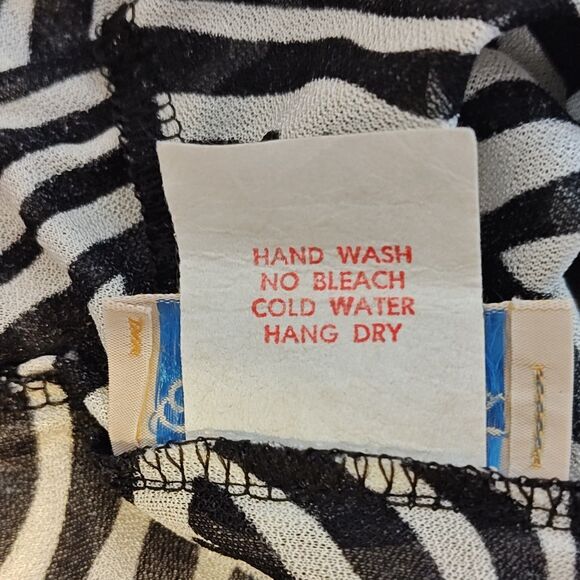 HAND WASH
NO BLEACH
COLD WATER
HANG DRY